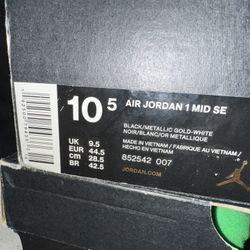 10 5
AIR JORDAN 1 MID SE
BLACK/METALLIC GOLD-WHITE
NOIR/BLANC/OR METALLIQUE
UK 9.5
EUR 44.5
cm 28.5
BR 42.5
MADE IN VIETNAM / FABRIQUE AU VIETNAM /
HECHO EN VIETNAM
852542 007
JORDAN.COM